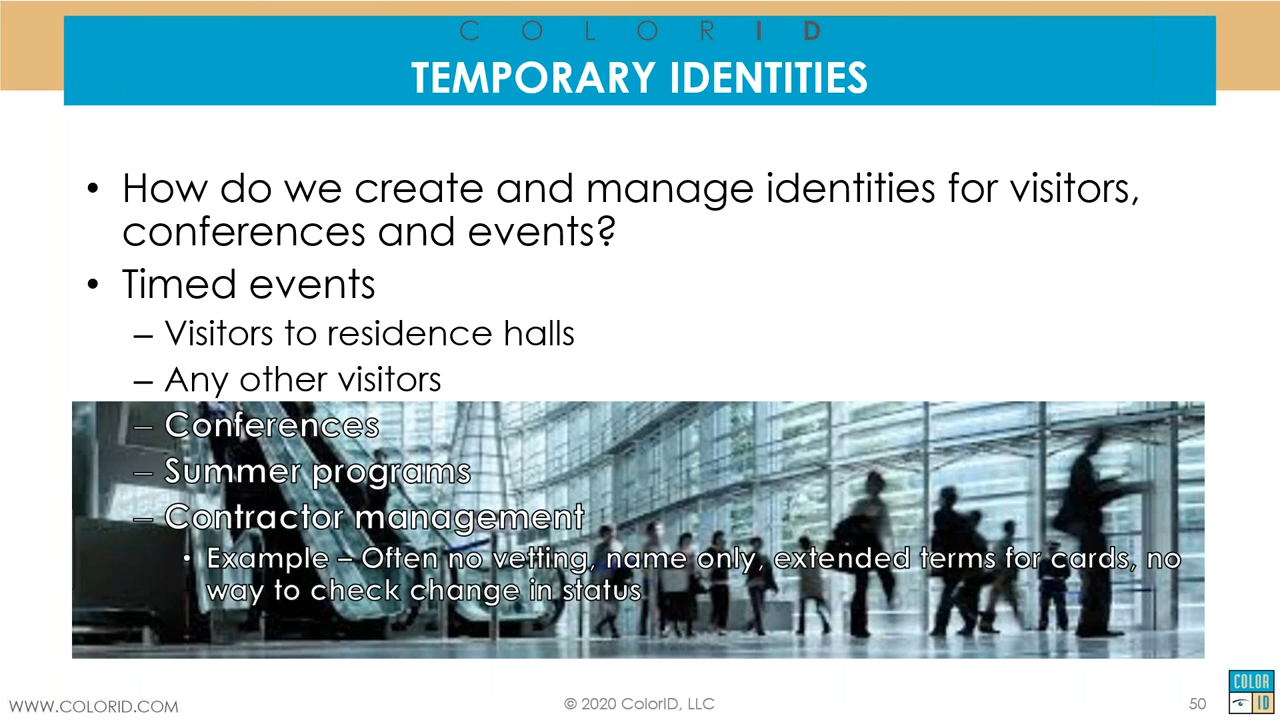 COLORID
TEMPORARY IDENTITIES
• How do we create and manage identities for visitors,
conferences and events?
• Timed events
– Visitors to residence halls
– Any other visitors
– Conferences
– Summer programs
– Contractor management
• Example – Often no vetting, name only, extended terms for cards, no
way to check change in status
WWW.COLORID.COM
© 2020 ColorID, LLC
50
COLOR
ID